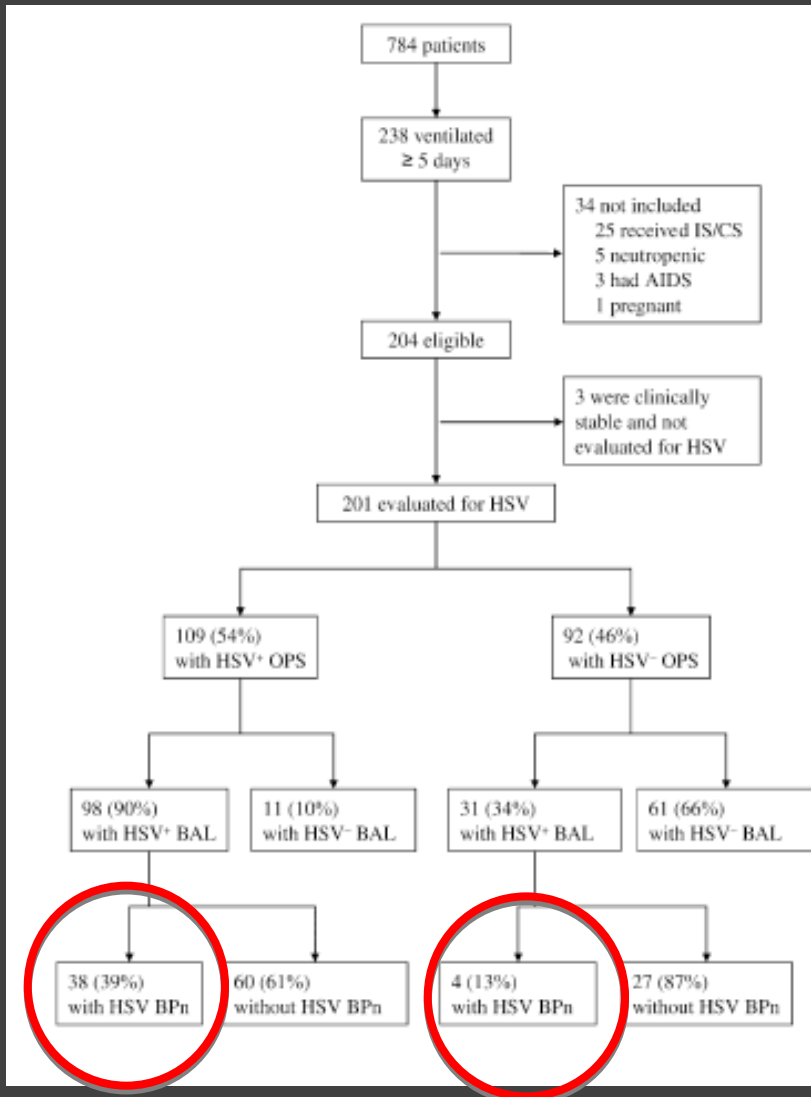 784 patients
238 ventilated
≥ 5 days
34 not included
25 received IS/CS
5 neutropenic
3 had AIDS
1 pregnant
204 eligible
3 were clinically
stable and not
evaluated for HSV
201 evaluated for HSV
109 (54%)
with HSV⁺ OPS
92 (46%)
with HSV⁻ OPS
98 (90%)
with HSV⁺ BAL
11 (10%)
with HSV⁻ BAL
31 (34%)
with HSV⁺ BAL
61 (66%)
with HSV⁻ BAL
38 (39%)
with HSV BPn
60 (61%)
without HSV BPn
4 (13%)
with HSV BPn
27 (87%)
without HSV BPn